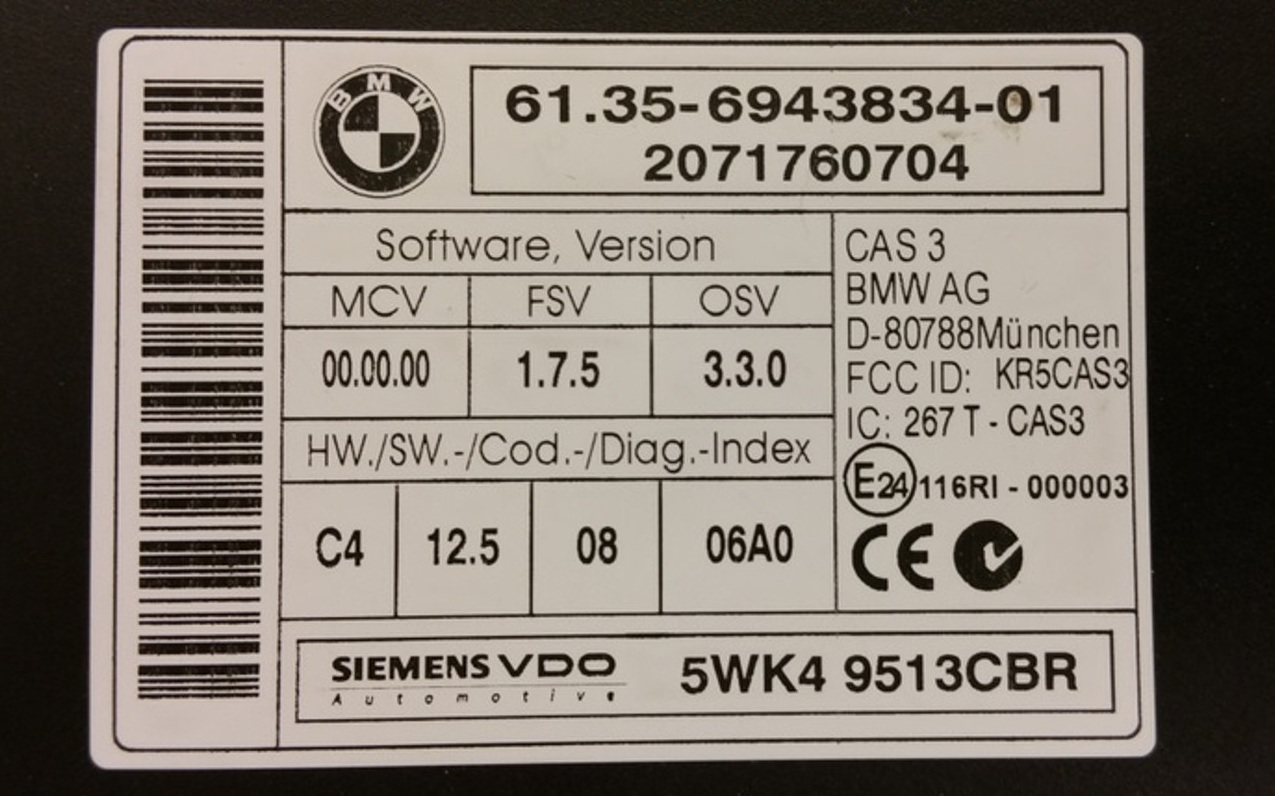 BMW
61.35-6943834-01
2071760704
Software, Version
MCV FSV OSV
00.00.00 1.7.5 3.3.0
HW./SW.-/Cod.-/Diag.-Index
C4 12.5 08 06A0
CAS 3
BMW AG
D-80788München
FCC ID: KR5CAS3
IC: 267 T - CAS3
E24 116RI - 000003
CE
SIEMENS VDO
Automotive
5WK4 9513CBR